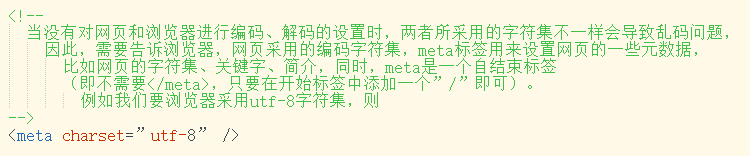 <!--
当没有对网页和浏览器进行编码、解码的设置时，两者所采用的字符集不一样会导致乱码问题，
因此，需要告诉浏览器，网页采用的编码字符集，meta标签用来设置网页的一些元数据，
比如网页的字符集、关键字、简介，同时，meta是一个自结束标签
（即不需要</meta>，只要在开始标签中添加一个”/”即可）。
例如我们要浏览器采用utf-8字符集，则
-->
<meta charset=”utf-8” />